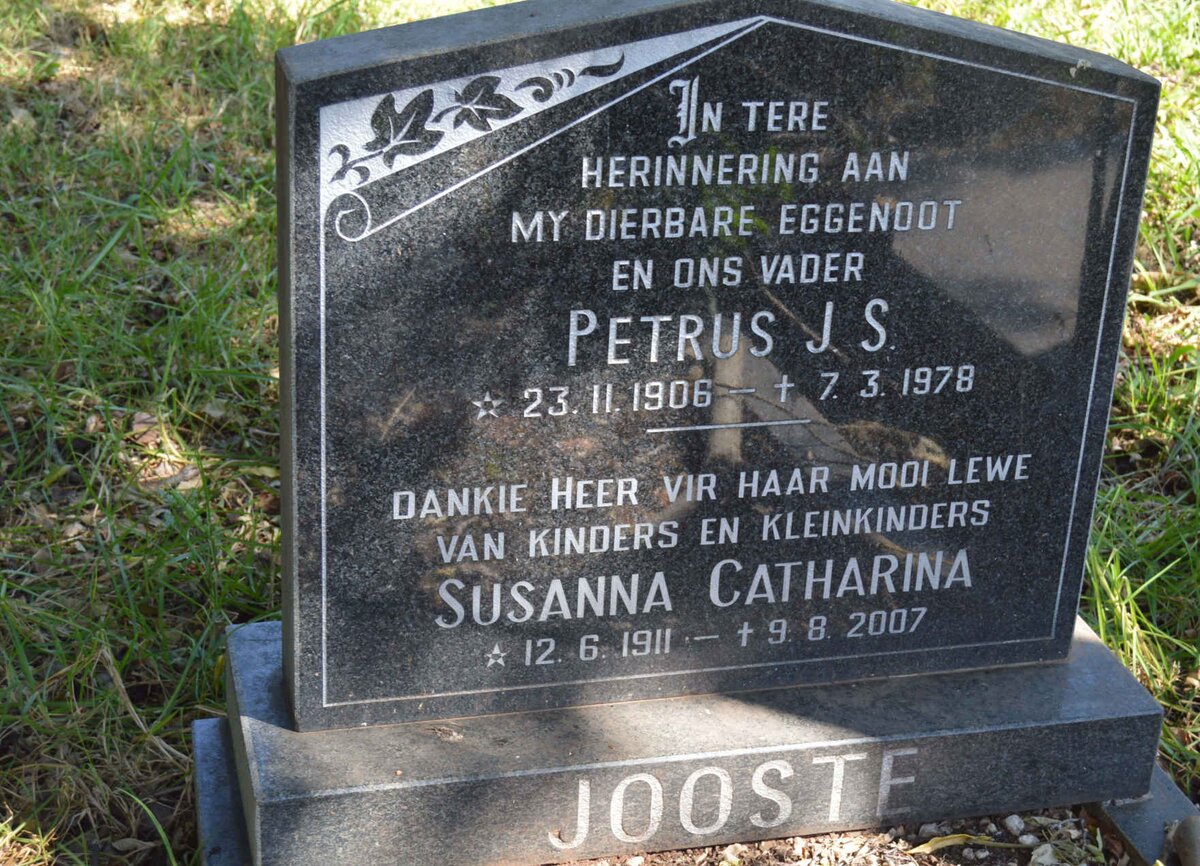 In TERE
HERINNERING AAN
MY DIERBARE EGGENOOT
EN ONS VADER
PETRUS J.S.
☆ 23.11.1906 – † 7.3.1978
DANKIE HEER VIR HAAR MOOI LEWE
VAN KINDERS EN KLEINKINDERS
SUSANNA CATHARINA
☆ 12.6.1911 – † 9.8.2007
JOOSTE